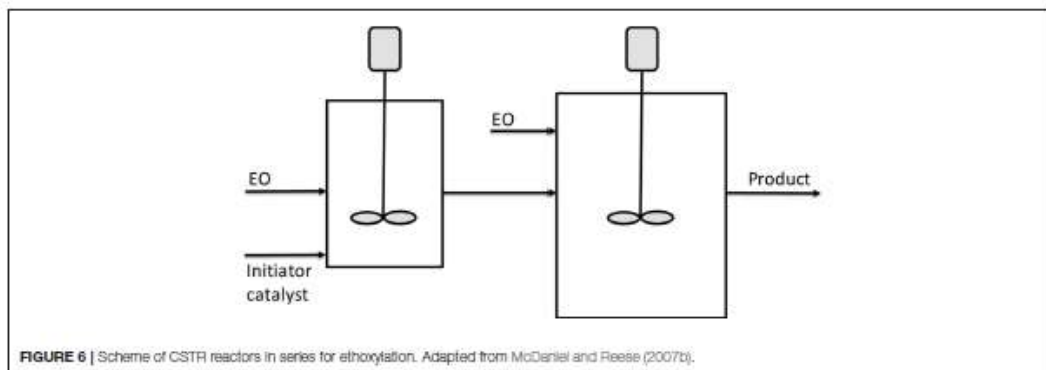 EO
EO
Product
Initiator
catalyst
FIGURE 6 | Scheme of CSTR reactors in series for ethoxylation. Adapted from McDaniel and Reese (2007b).